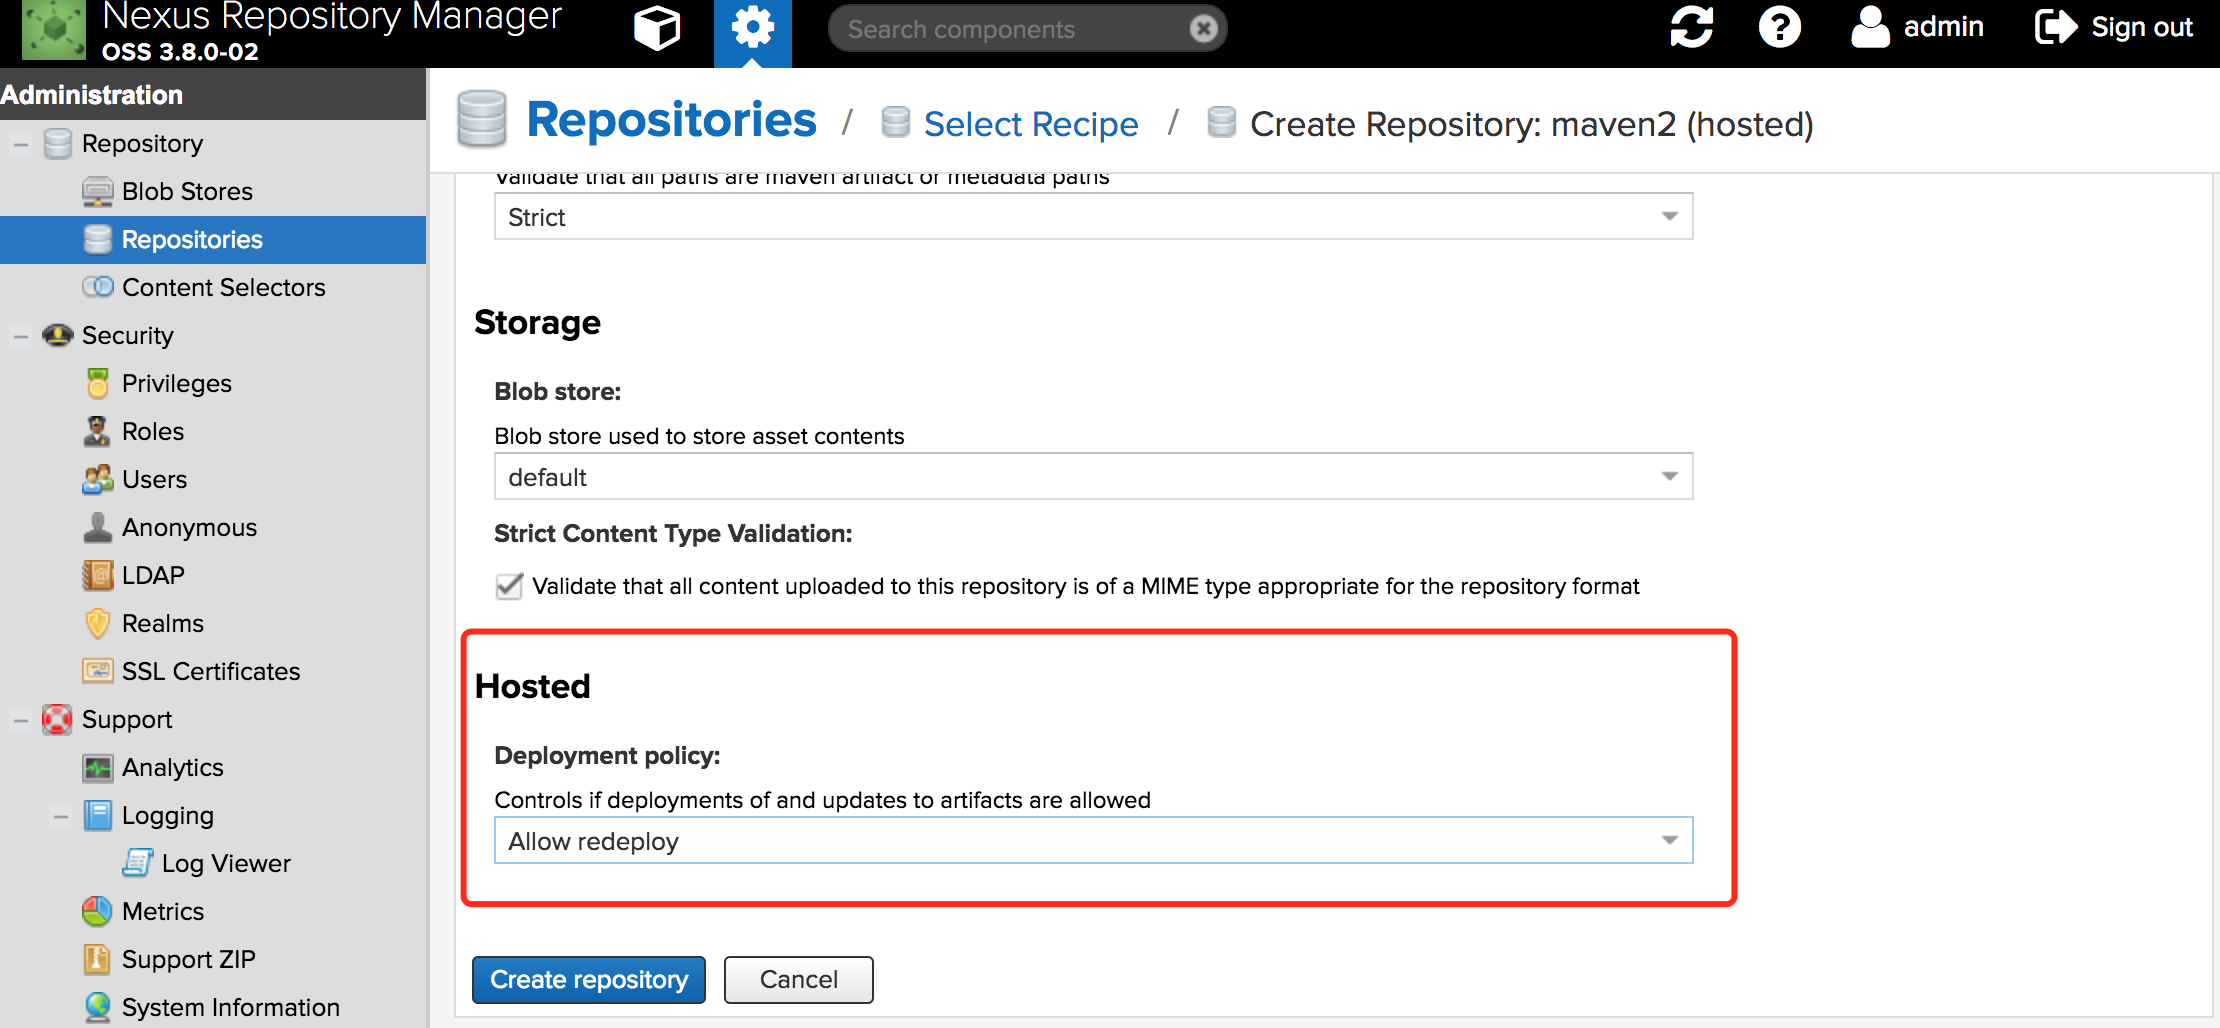 Nexus Repository Manager
OSS 3.8.0-02
Search components
admin
Sign out
Administration
Repository
Blob Stores
Repositories
Content Selectors
Security
Privileges
Roles
Users
Anonymous
LDAP
Realms
SSL Certificates
Support
Analytics
Logging
Log Viewer
Metrics
Support ZIP
System Information
Repositories / Select Recipe / Create Repository: maven2 (hosted)
Validate that all paths are maven artifact or metadata paths
Strict
Storage
Blob store:
Blob store used to store asset contents
default
Strict Content Type Validation:
Validate that all content uploaded to this repository is of a MIME type appropriate for the repository format
Hosted
Deployment policy:
Controls if deployments of and updates to artifacts are allowed
Allow redeploy
Create repository
Cancel